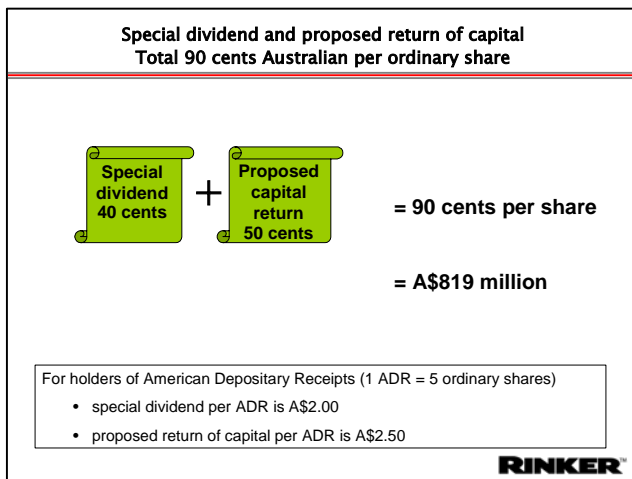 Special dividend and proposed return of capital
Total 90 cents Australian per ordinary share
Special
dividend
40 cents
+
Proposed
capital
return
50 cents
= 90 cents per share
= A$819 million
For holders of American Depositary Receipts (1 ADR = 5 ordinary shares)
• special dividend per ADR is A$2.00
• proposed return of capital per ADR is A$2.50
RINKER™